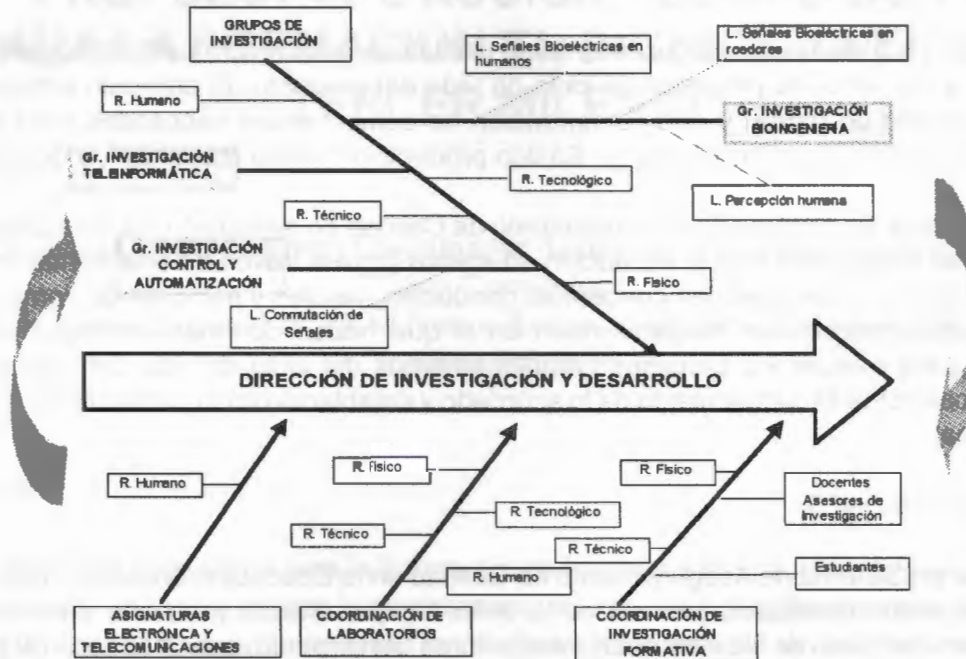 GRUPOS DE
INVESTIGACIÓN
L. Señales Bioeléctricas en
humanos
L. Señales Bioeléctricas en
roedores
R. Humano
Gr. INVESTIGACIÓN
BIOINGENIERÍA
Gr. INVESTIGACIÓN
TELEINFORMÁTICA
R. Tecnológico
L. Percepción humana
R. Técnico
Gr. INVESTIGACIÓN
CONTROL Y
AUTOMATIZACIÓN
R. Físico
L. Conmutación de
Señales
DIRECCIÓN DE INVESTIGACIÓN Y DESARROLLO
R. Humano
R. Físico
R. Físico
Docentes
Asesores de
Investigación
R. Tecnológico
R. Técnico
R. Técnico
R. Humano
Estudiantes
ASIGNATURAS
ELECTRÓNICA Y
TELECOMUNICACIONES
COORDINACIÓN DE
LABORATORIOS
COORDINACIÓN DE
INVESTIGACIÓN
FORMATIVA